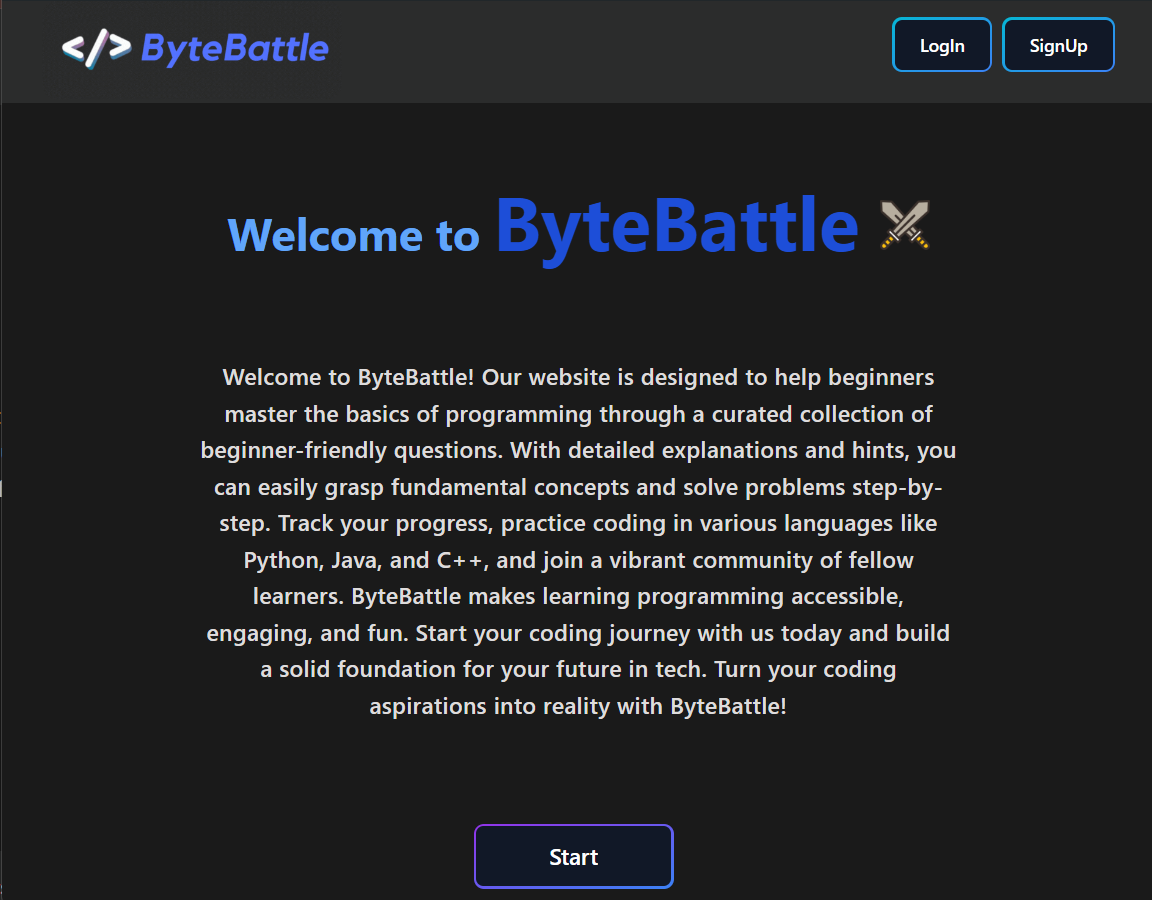 </> ByteBattle
LogIn
SignUp
Welcome to ByteBattle
Welcome to ByteBattle! Our website is designed to help beginners
master the basics of programming through a curated collection of
beginner-friendly questions. With detailed explanations and hints, you
can easily grasp fundamental concepts and solve problems step-by-
step. Track your progress, practice coding in various languages like
Python, Java, and C++, and join a vibrant community of fellow
learners. ByteBattle makes learning programming accessible,
engaging, and fun. Start your coding journey with us today and build
a solid foundation for your future in tech. Turn your coding
aspirations into reality with ByteBattle!
Start